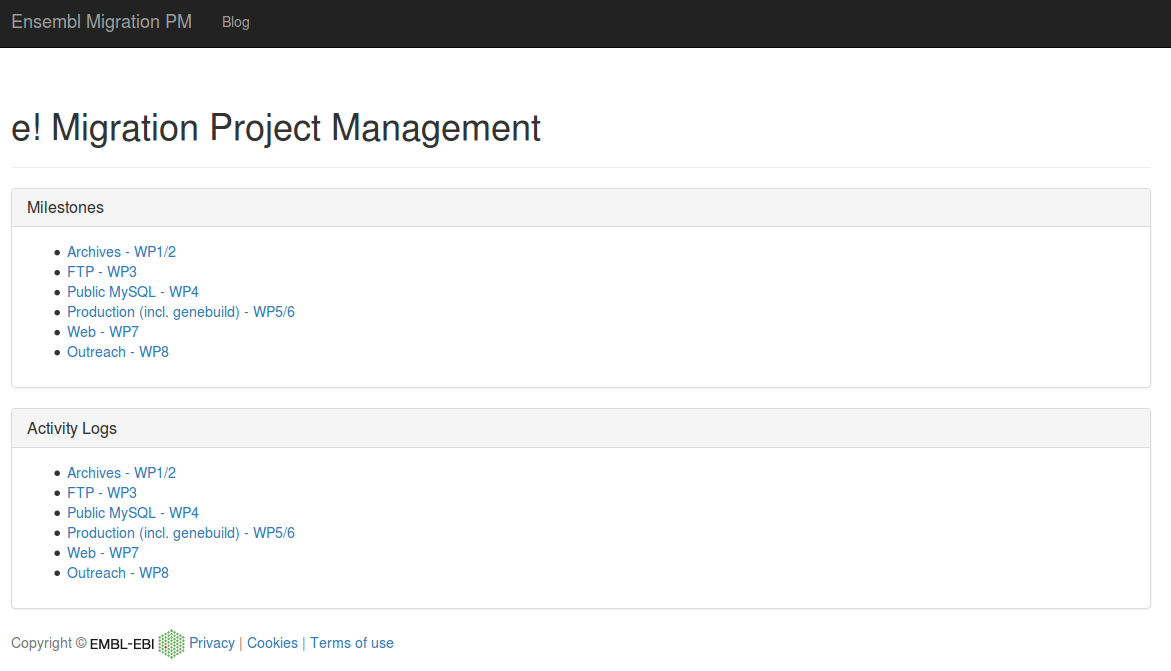 Ensembl Migration PM Blog
e! Migration Project Management
Milestones
Archives - WP1/2
FTP - WP3
Public MySQL - WP4
Production (incl. genebuild) - WP5/6
Web - WP7
Outreach - WP8
Activity Logs
Archives - WP1/2
FTP - WP3
Public MySQL - WP4
Production (incl. genebuild) - WP5/6
Web - WP7
Outreach - WP8
Copyright © EMBL-EBI Privacy | Cookies | Terms of use